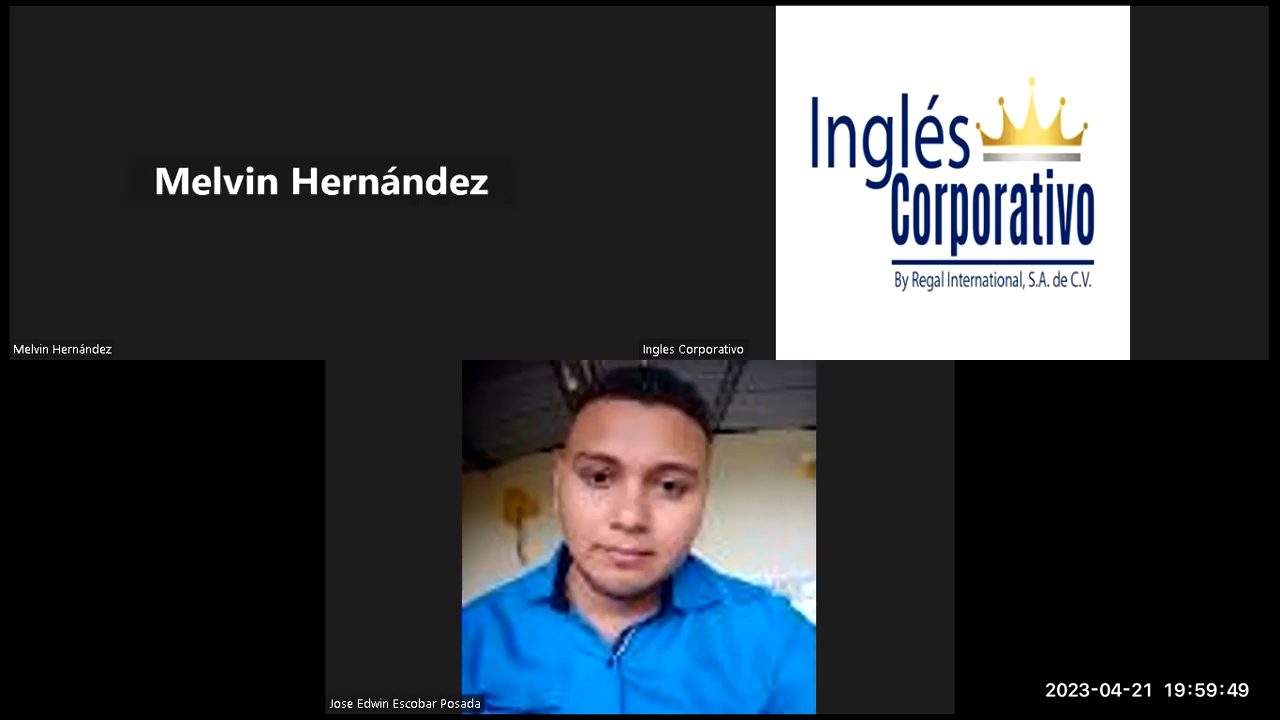 Melvin Hernández
Melvin Hernández
Inglés
Corporativo
By Regal International, S.A. de C.V.
Ingles Corporativo
Jose Edwin Escobar Posada
2023-04-21 19:59:49